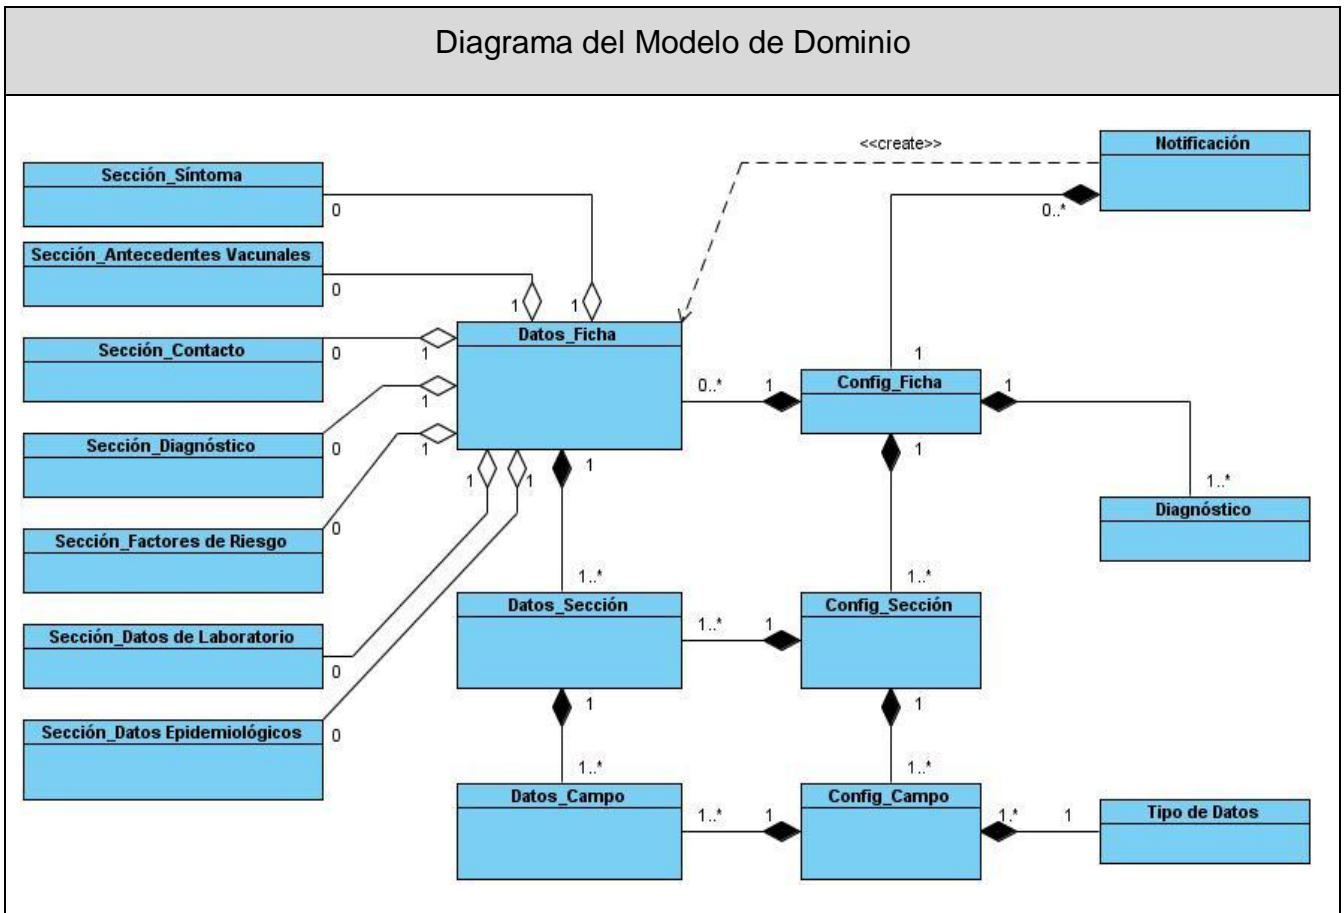 Diagrama del Modelo de Dominio
<<create>>
Notificación
Sección_Síntoma
0
0..*
Sección_Antecedentes Vacunales
0
1
1
Datos_Ficha
Sección_Contacto
0
1
1
Config_Ficha
0..*
1
1
1
Sección_Diagnóstico
0
1
1
1
1
1
1..*
Diagnóstico
Sección_Factores de Riesgo
0
1..*
1..*
Datos_Sección
Config_Sección
Sección_Datos de Laboratorio
0
1..*
1
1
1
Sección_Datos Epidemiológicos
0
1..*
1..*
Datos_Campo
Config_Campo
Tipo de Datos
1..*
1
1.*
1